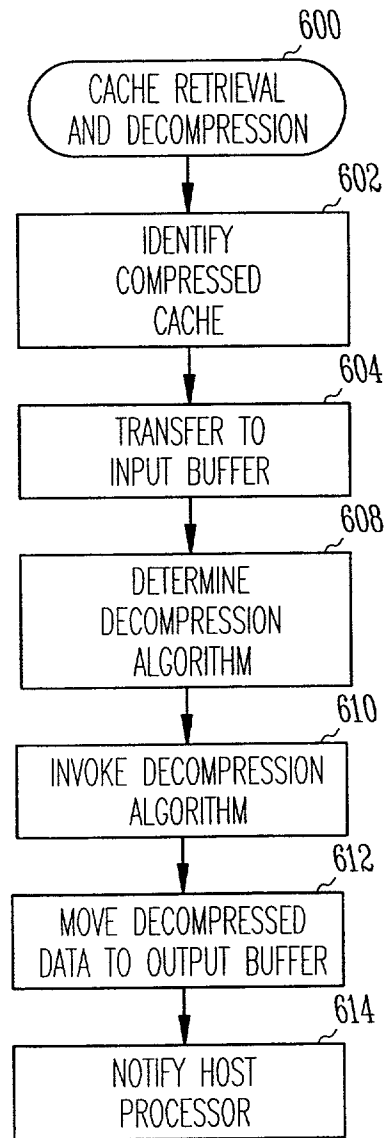 600
CACHE RETRIEVAL
AND DECOMPRESSION
602
IDENTIFY
COMPRESSED
CACHE
604
TRANSFER TO
INPUT BUFFER
608
DETERMINE
DECOMPRESSION
ALGORITHM
610
INVOKE DECOMPRESSION
ALGORITHM
612
MOVE DECOMPRESSED
DATA TO OUTPUT BUFFER
614
NOTIFY HOST
PROCESSOR